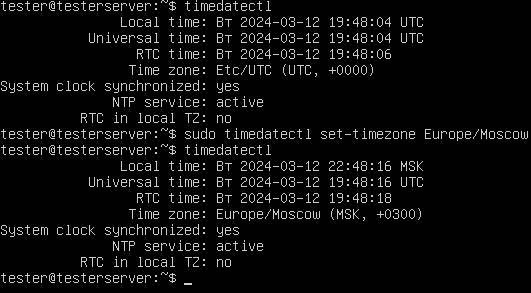 tester@testerserver:~$ timedatectl
Local time: Вт 2024-03-12 19:48:04 UTC
Universal time: Вт 2024-03-12 19:48:04 UTC
RTC time: Вт 2024-03-12 19:48:06
Time zone: Etc/UTC (UTC, +0000)
System clock synchronized: yes
NTP service: active
RTC in local TZ: no
tester@testerserver:~$ sudo timedatectl set-timezone Europe/Moscow
tester@testerserver:~$ timedatectl
Local time: Вт 2024-03-12 22:48:16 MSK
Universal time: Вт 2024-03-12 19:48:16 UTC
RTC time: Вт 2024-03-12 19:48:18
Time zone: Europe/Moscow (MSK, +0300)
System clock synchronized: yes
NTP service: active
RTC in local TZ: no
tester@testerserver:~$ _